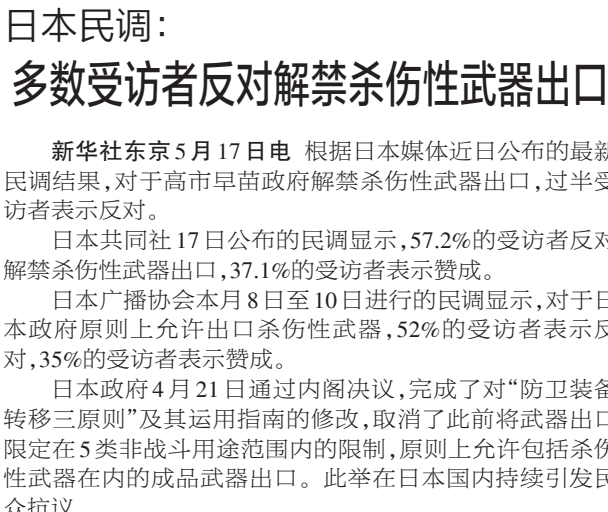 日本民调：
多数受访者反对解禁杀伤性武器出口
新华社东京5月17日电 根据日本媒体近日公布的最新
民调结果,对于高市早苗政府解禁杀伤性武器出口,过半受
访者表示反对。
日本共同社17日公布的民调显示,57.2%的受访者反对
解禁杀伤性武器出口,37.1%的受访者表示赞成。
日本广播协会本月8日至10日进行的民调显示,对于日
本政府原则上允许出口杀伤性武器,52%的受访者表示反
对,35%的受访者表示赞成。
日本政府4月21日通过内阁决议,完成了对“防卫装备
转移三原则”及其运用指南的修改,取消了此前将武器出口
限定在5类非战斗用途范围内的限制,原则上允许包括杀伤
性武器在内的成品武器出口。此举在日本国内持续引发民
众抗议